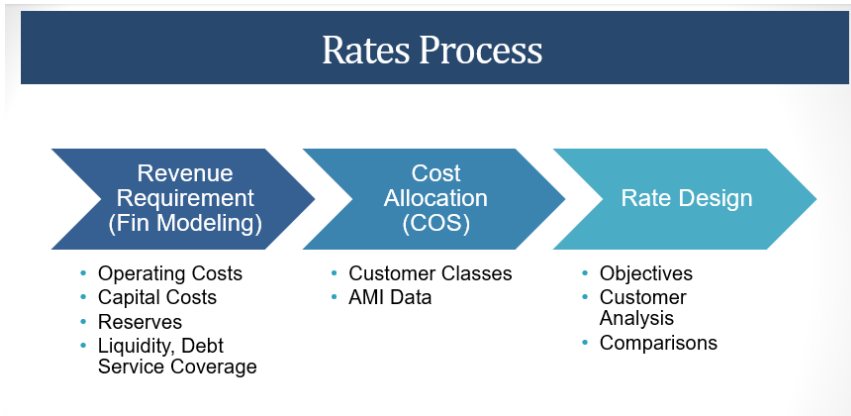 Rates Process
Revenue
Requirement
(Fin Modeling)
• Operating Costs
• Capital Costs
• Reserves
• Liquidity, Debt
Service Coverage
Cost
Allocation
(COS)
• Customer Classes
• AMI Data
Rate Design
• Objectives
• Customer
Analysis
• Comparisons